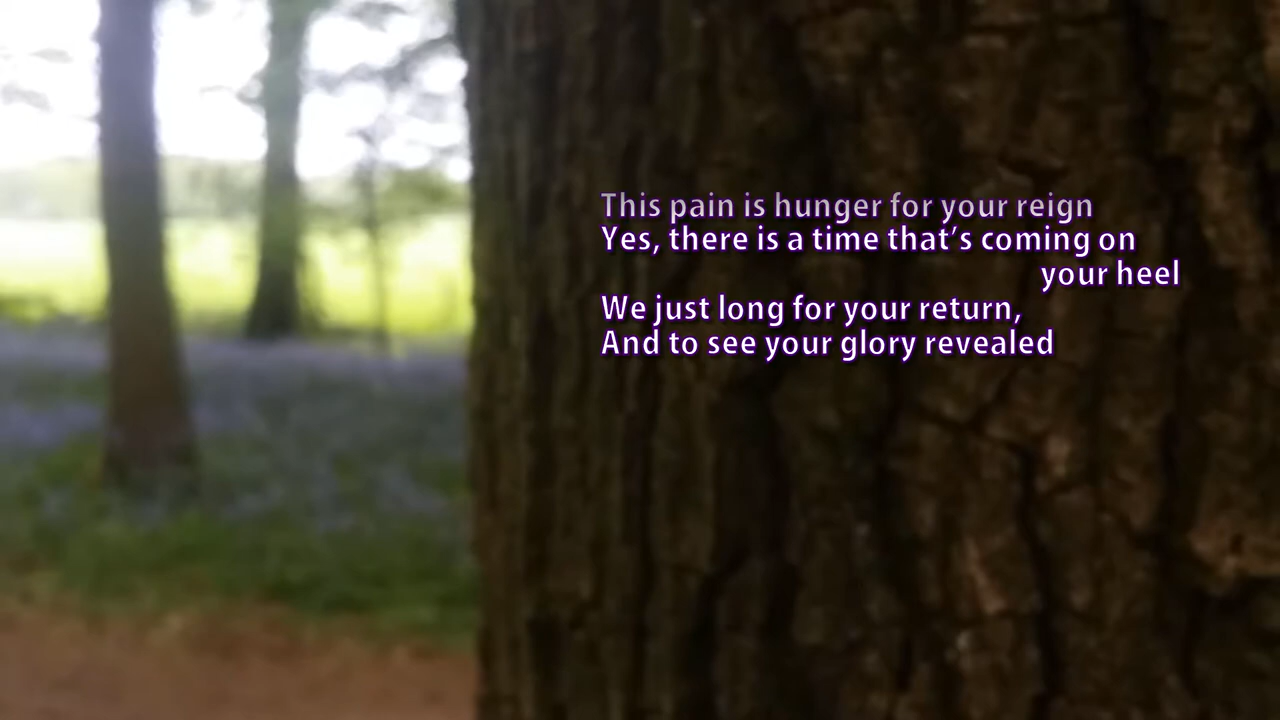 This pain is hunger for your reign
Yes, there is a time that’s coming on
your heel
We just long for your return,
And to see your glory revealed